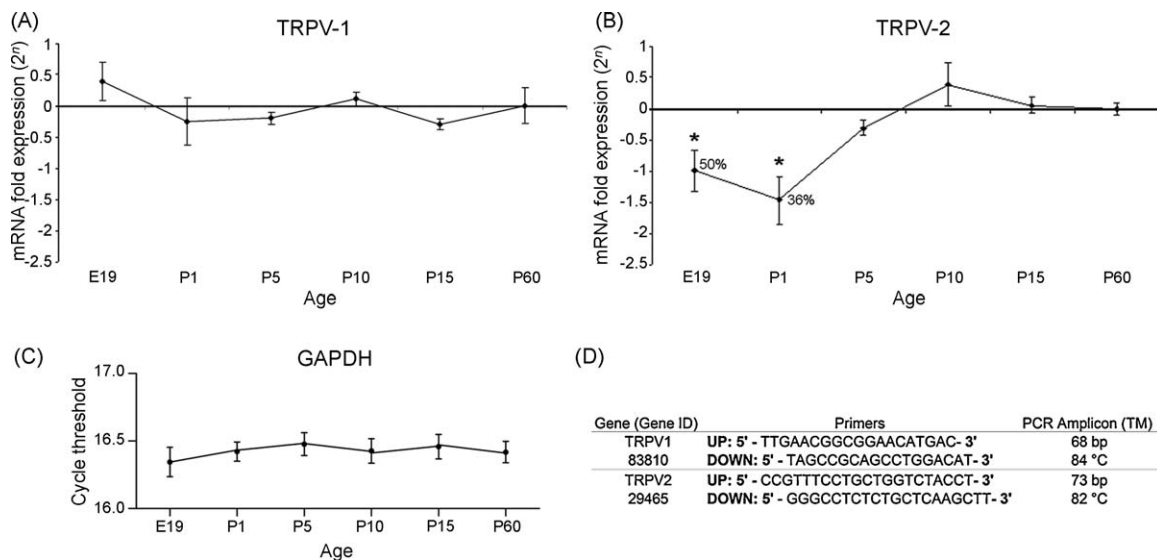 (A)
TRPV-1
mRNA fold expression (2ⁿ)
1
0.5
0
-0.5
-1
-1.5
-2
-2.5
E19 P1 P5 P10 P15 P60
Age
(B)
TRPV-2
mRNA fold expression (2ⁿ)
1
0.5
0
-0.5
-1
-1.5
-2
-2.5
*
50%
*
36%
E19 P1 P5 P10 P15 P60
Age
(C)
GAPDH
Cycle threshold
17.0
16.5
16.0
E19 P1 P5 P10 P15 P60
Age
(D)
Gene (Gene ID) Primers PCR Amplicon (TM)
TRPV1 UP: 5' - TTGAACGGCGGAACATGAC- 3' 68 bp
83810 DOWN: 5' - TAGCCGCAGCCTGGACAT- 3' 84 °C
TRPV2 UP: 5' - CCGTTTCCTGCTGGTCTACCT- 3' 73 bp
29465 DOWN: 5' - GGGCCTCTCTGCTCAAGCTT- 3' 82 °C